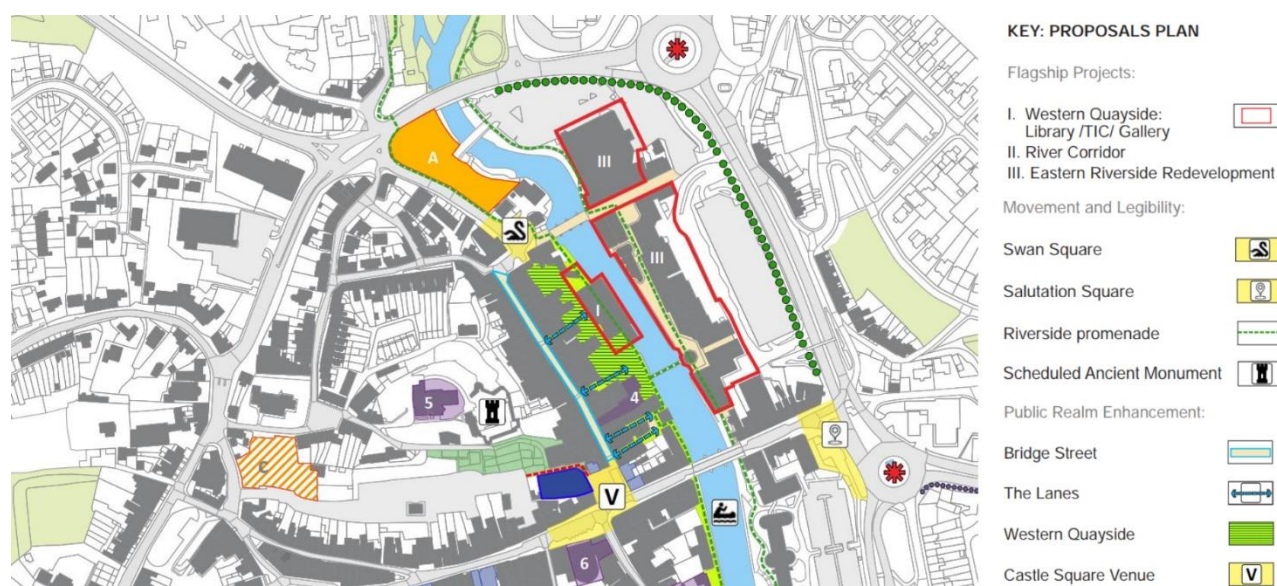 KEY: PROPOSALS PLAN
Flagship Projects:
I. Western Quayside:
Library /TIC/ Gallery
II. River Corridor
III. Eastern Riverside Redevelopment
Movement and Legibility:
Swan Square
Salutation Square
Riverside promenade
Scheduled Ancient Monument
Public Realm Enhancement:
Bridge Street
The Lanes
Western Quayside
Castle Square Venue
V
A
III
III
I
4
5
C
V
6